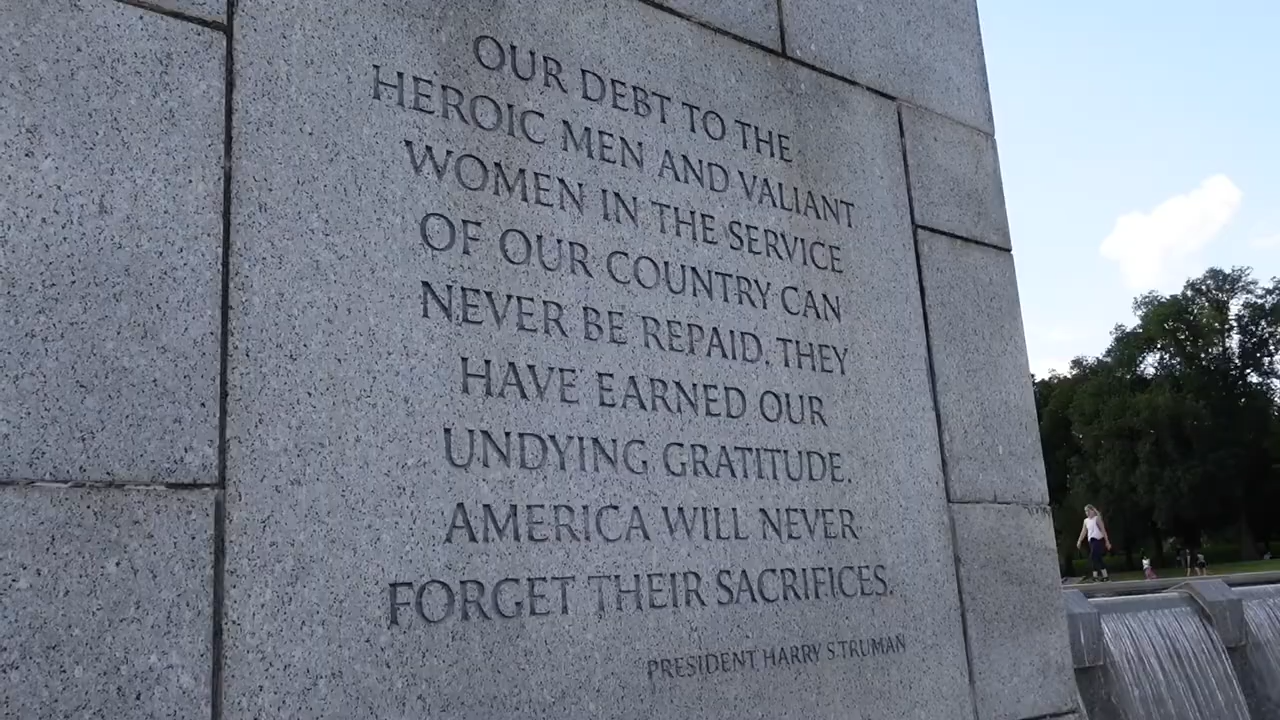 OUR DEBT TO THE
HEROIC MEN AND VALIANT
WOMEN IN THE SERVICE
OF OUR COUNTRY CAN
NEVER BE REPAID. THEY
HAVE EARNED OUR
UNDYING GRATITUDE.
AMERICA WILL NEVER
FORGET THEIR SACRIFICES.
PRESIDENT HARRY S TRUMAN